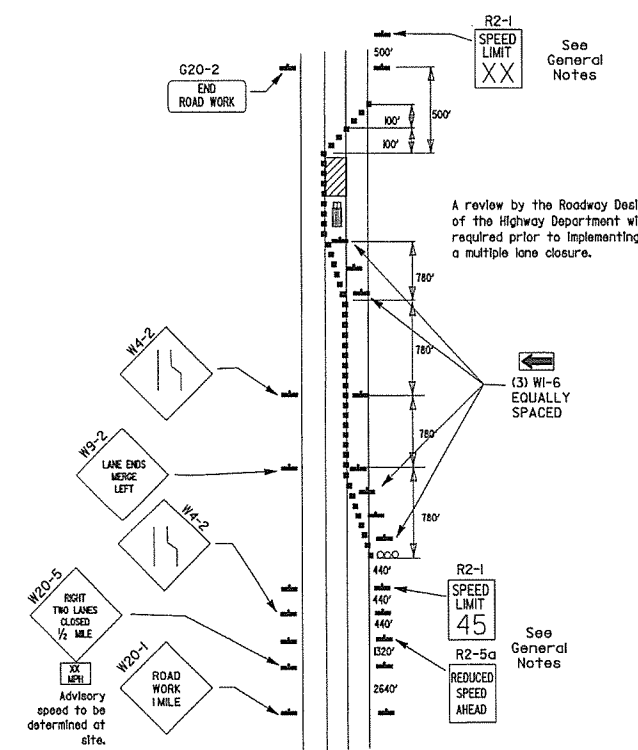 R2-1
SPEED
LIMIT
XX
See
General
Notes
500'
G20-2
END
ROAD WORK
100'
100'
500'
A review by the Roadway Desi
of the Highway Department wi
required prior to implementing
a multiple lane closure.
780'
780'
W4-2
(3) W1-6
EQUALLY
SPACED
780'
W9-2
LANE ENDS
MERGE
LEFT
780'
W4-2
440'
R2-1
SPEED
LIMIT
45
440'
440'
W20-5
RIGHT
TWO LANES
CLOSED
1/2 MILE
XX
MPH
Advisory
speed to be
determined at
site.
See
General
Notes
1320'
R2-5a
REDUCED
SPEED
AHEAD
W20-1
ROAD
WORK
1 MILE
2640'